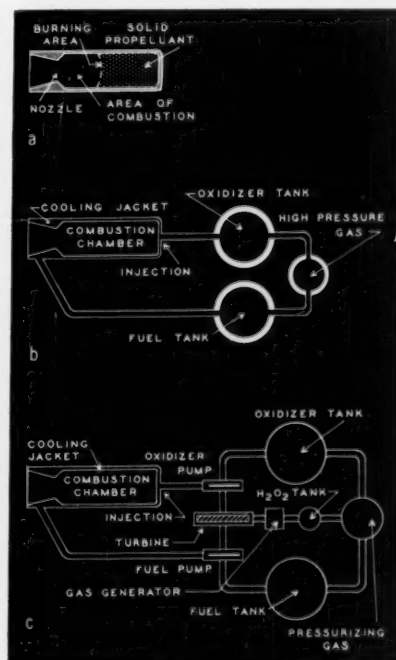 BURNING AREA
SOLID PROPELLANT
NOZZLE
AREA OF COMBUSTION
a
COOLING JACKET
OXIDIZER TANK
COMBUSTION CHAMBER
HIGH PRESSURE GAS
INJECTION
FUEL TANK
b
OXIDIZER TANK
COOLING JACKET
OXIDIZER PUMP
COMBUSTION CHAMBER
H₂O₂ TANK
INJECTION
TURBINE
FUEL PUMP
GAS GENERATOR
FUEL TANK
PRESSURIZING GAS
c